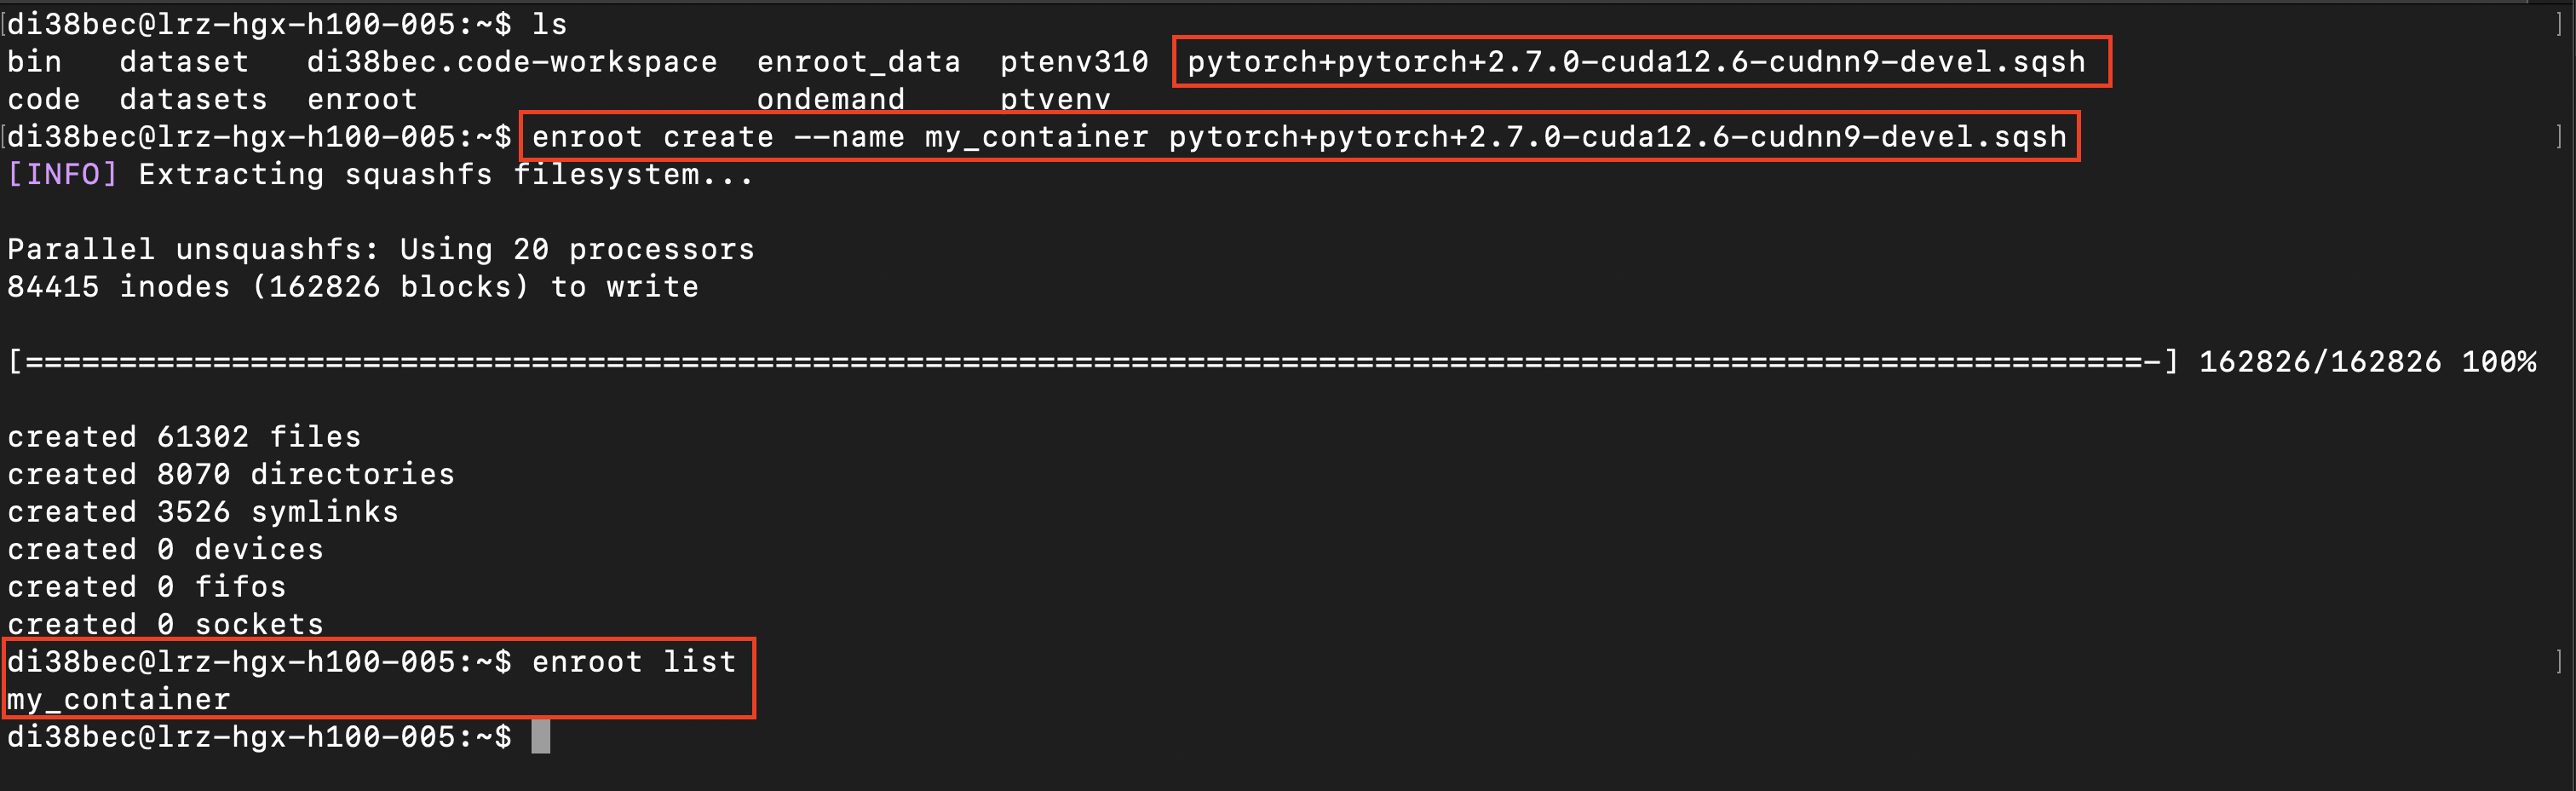 di38bec@lrz-hgx-h100-005:~$ ls
bin   dataset   di38bec.code-workspace  enroot_data  ptenv310  pytorch+pytorch+2.7.0-cuda12.6-cudnn9-devel.sqsh
code  datasets  enroot                  ondemand     ptvenv
di38bec@lrz-hgx-h100-005:~$ enroot create --name my_container pytorch+pytorch+2.7.0-cuda12.6-cudnn9-devel.sqsh
[INFO] Extracting squashfs filesystem...
Parallel unsquashfs: Using 20 processors
84415 inodes (162826 blocks) to write
[=================================================================================================================-] 162826/162826 100%
created 61302 files
created 8070 directories
created 3526 symlinks
created 0 devices
created 0 fifos
created 0 sockets
di38bec@lrz-hgx-h100-005:~$ enroot list
my_container
di38bec@lrz-hgx-h100-005:~$